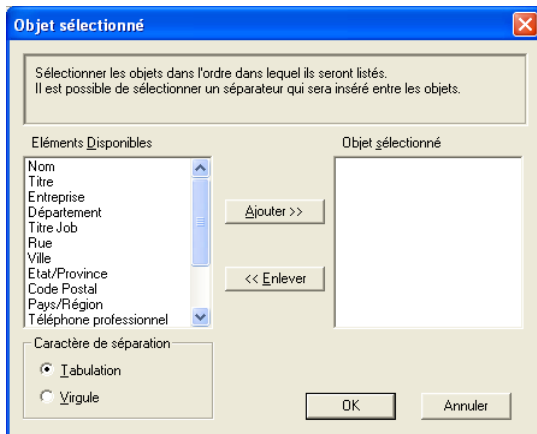 Objet sélectionné
Sélectionner les objets dans l'ordre dans lequel ils seront listés.
Il est possible de sélectionner un séparateur qui sera inséré entre les objets.
Eléments Disponibles
Nom
Titre
Entreprise
Département
Titre Job
Rue
Ville
Etat/Province
Code Postal
Pays/Région
Téléphone professionnel
Ajouter >>
<< Enlever
Objet sélectionné
Caractère de séparation
Tabulation
Virgule
OK
Annuler